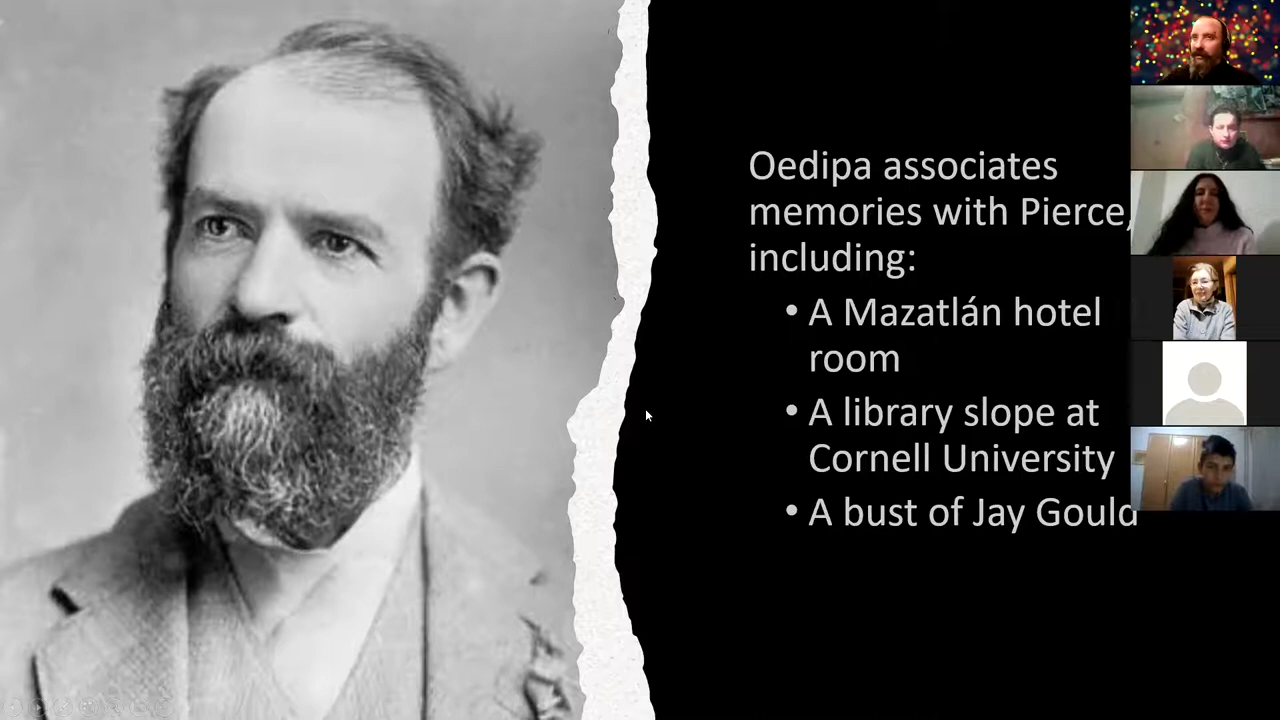 Oedipa associates
memories with Pierce,
including:
• A Mazatlán hotel
room
• A library slope at
Cornell University
• A bust of Jay Gould